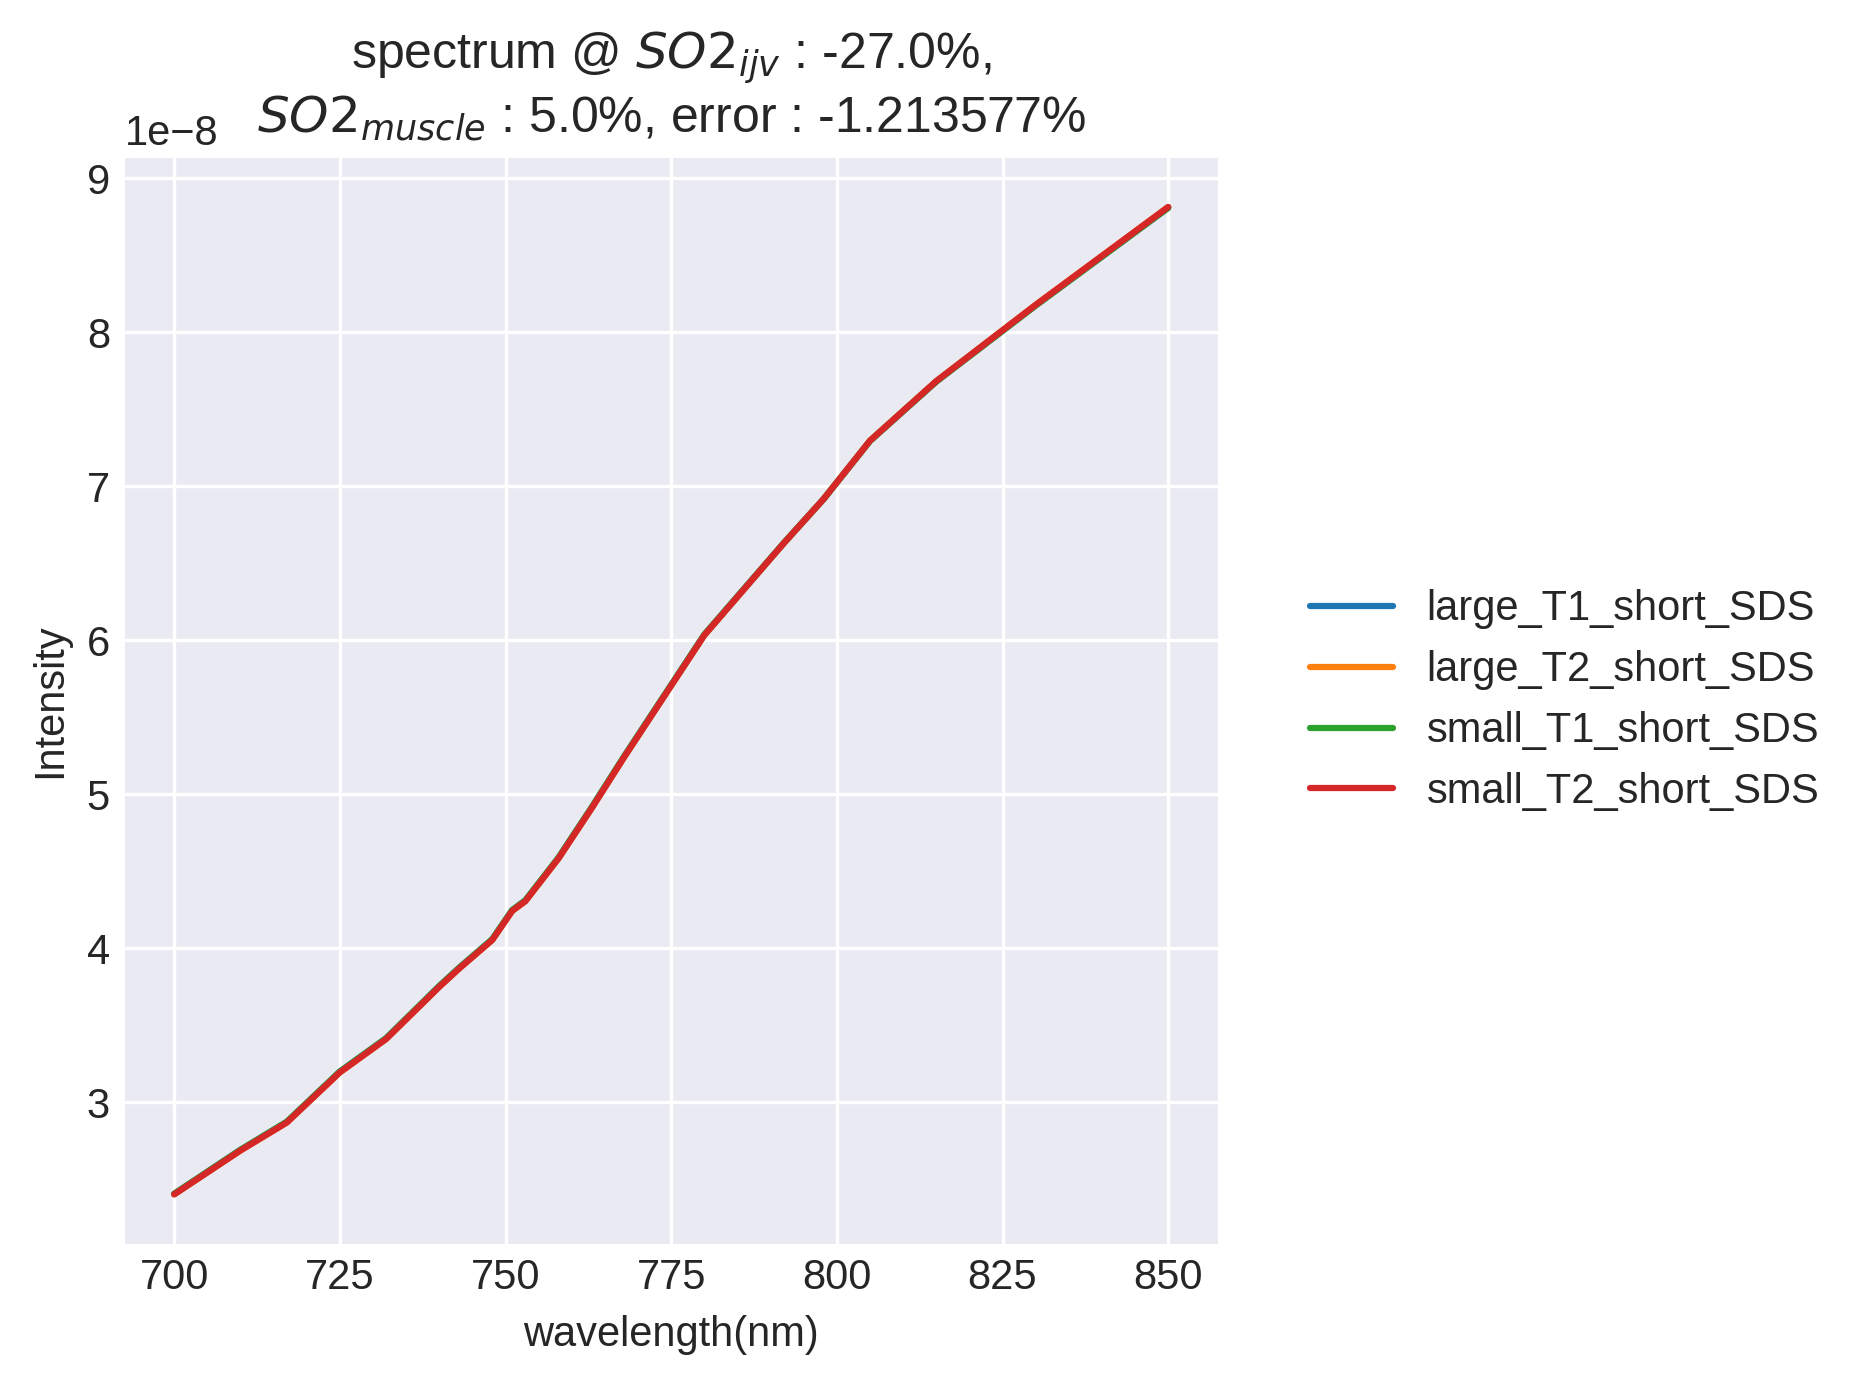 spectrum @ SO2ijv : -27.0%,
SO2muscle : 5.0%, error : -1.213577%
1e−8
9
8
7
6
5
4
3
Intensity
700 725 750 775 800 825 850
wavelength(nm)
large_T1_short_SDS
large_T2_short_SDS
small_T1_short_SDS
small_T2_short_SDS